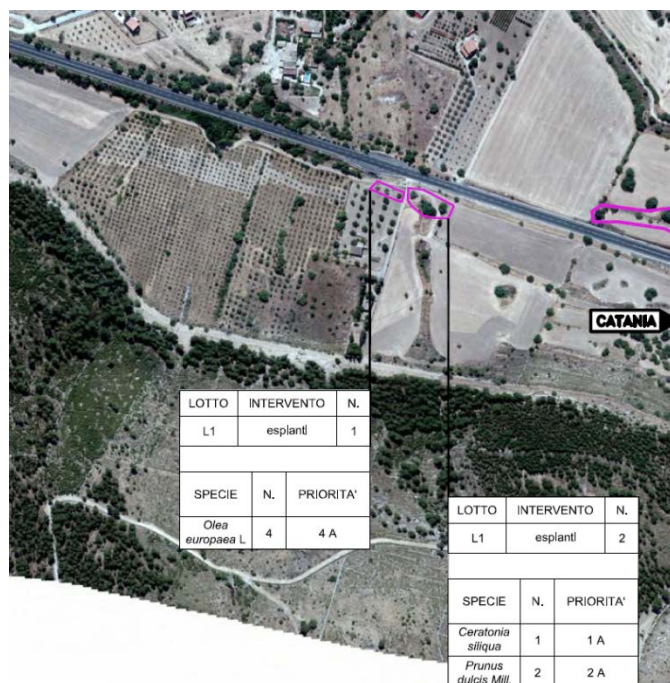 CATANIA
LOTTO INTERVENTO N.
L1 espiantI 1
SPECIE N. PRIORITA'
Olea
europaea L 4 4 A
LOTTO INTERVENTO N.
L1 espiantI 2
SPECIE N. PRIORITA'
Ceratonia
siliqua 1 1 A
Prunus
dulcis Mill. 2 2 A